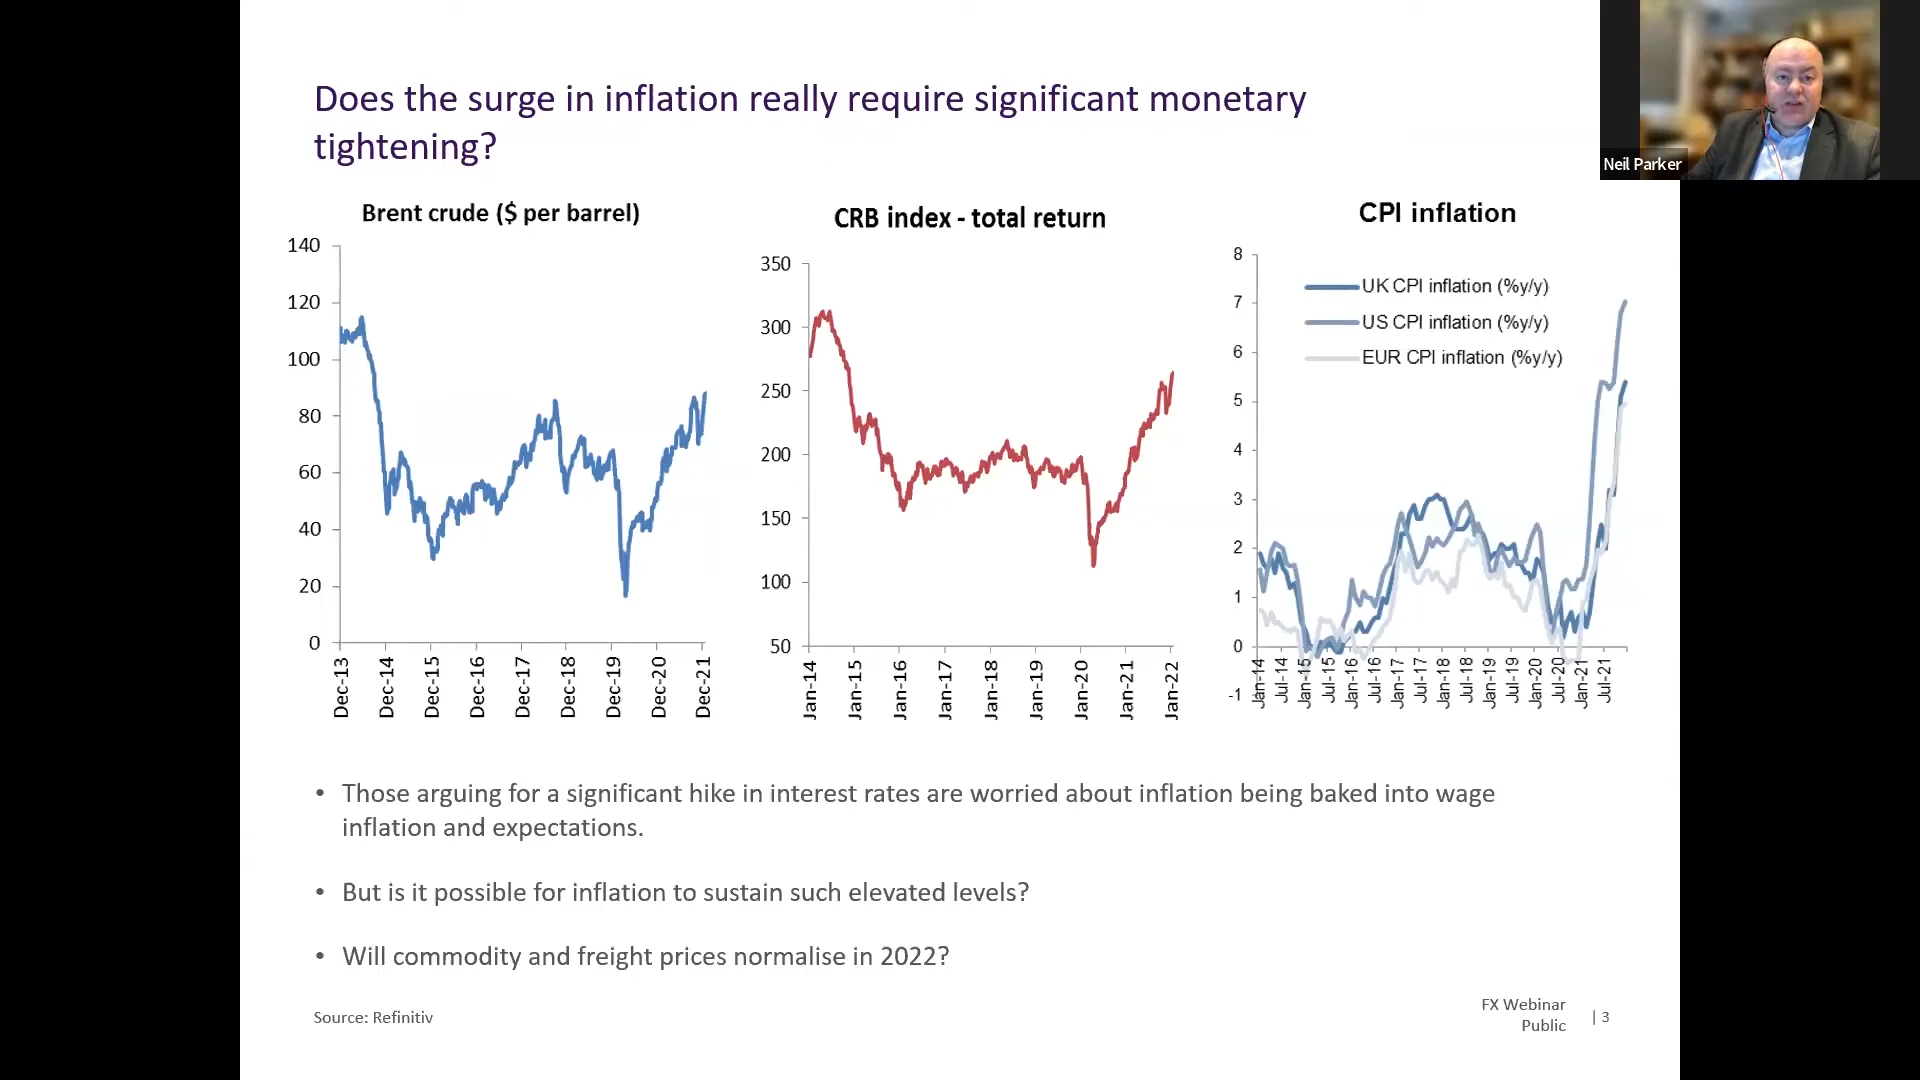 Does the surge in inflation really require significant monetary
tightening?
Neil Parker
Brent crude ($ per barrel)
140
120
100
80
60
40
20
0
Dec-13
Dec-14
Dec-15
Dec-16
Dec-17
Dec-18
Dec-19
Dec-20
Dec-21
CRB index - total return
350
300
250
200
150
100
50
Jan-14
Jan-15
Jan-16
Jan-17
Jan-18
Jan-19
Jan-20
Jan-21
Jan-22
CPI inflation
8
7
6
5
4
3
2
1
0
-1
UK CPI inflation (%y/y)
US CPI inflation (%y/y)
EUR CPI inflation (%y/y)
Jan-14
Jul-14
Jan-15
Jul-15
Jan-16
Jul-16
Jan-17
Jul-17
Jan-18
Jul-18
Jan-19
Jul-19
Jan-20
Jul-20
Jan-21
Jul-21
• Those arguing for a significant hike in interest rates are worried about inflation being baked into wage
inflation and expectations.
• But is it possible for inflation to sustain such elevated levels?
• Will commodity and freight prices normalise in 2022?
Source: Refinitiv
FX Webinar
Public
| 3